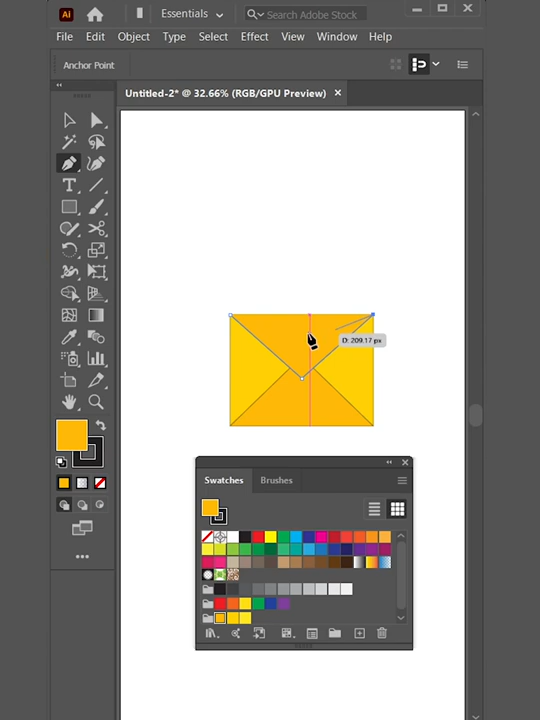 Ai
Essentials
Search Adobe Stock
File Edit Object Type Select Effect View Window Help
Anchor Point
Untitled-2* @ 32.66% (RGB/GPU Preview) ×
T
D: 209.17 px
Swatches Brushes